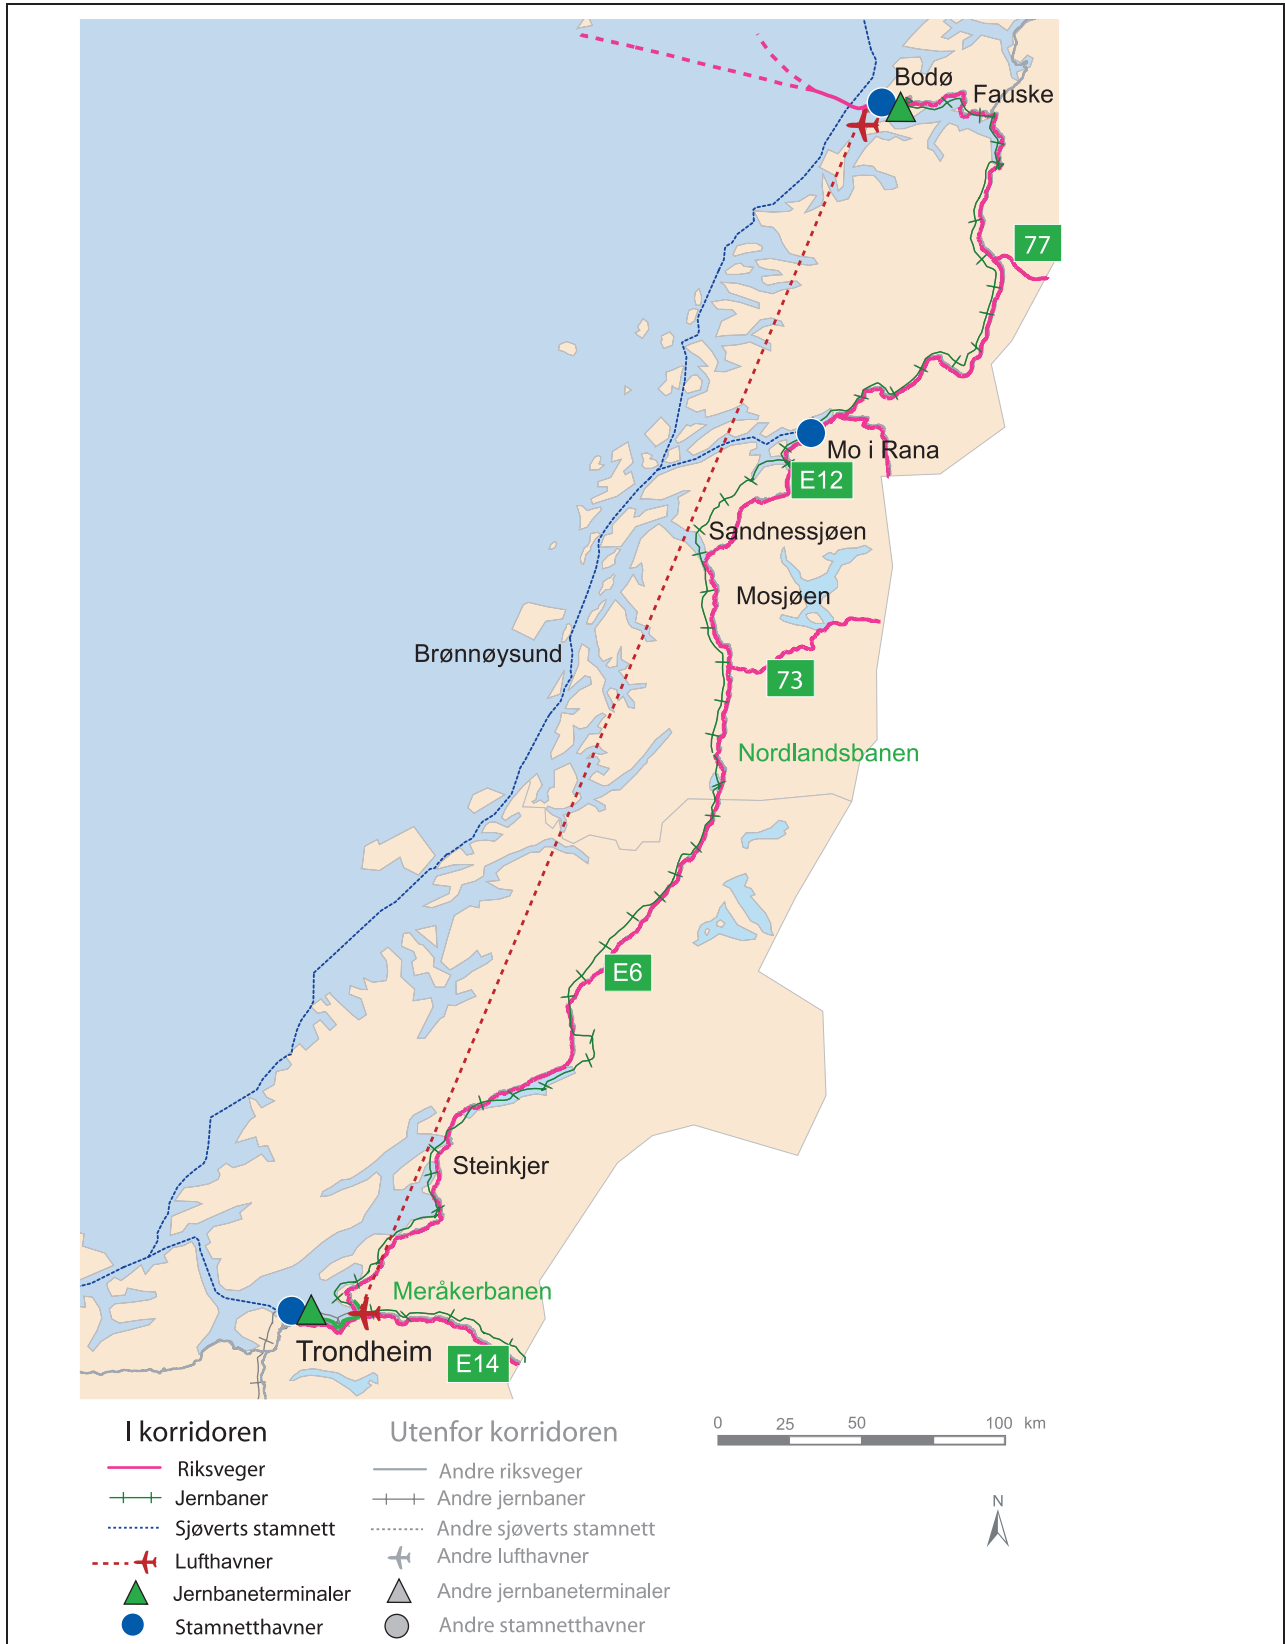 Bodø
Fauske
77
Mo i Rana
E12
Sandnessjøen
Mosjøen
Brønnøysund
73
Nordlandsbanen
E6
Steinkjer
Meråkerbanen
Trondheim
E14
I korridoren
Riksveger
Jernbaner
Sjøverts stamnett
Lufthavner
Jernbaneterminaler
Stamnetthavner
Utenfor korridoren
Andre riksveger
Andre jernbaner
Andre sjøverts stamnett
Andre lufthavner
Andre jernbaneterminaler
Andre stamnetthavner
0 25 50 100 km
N